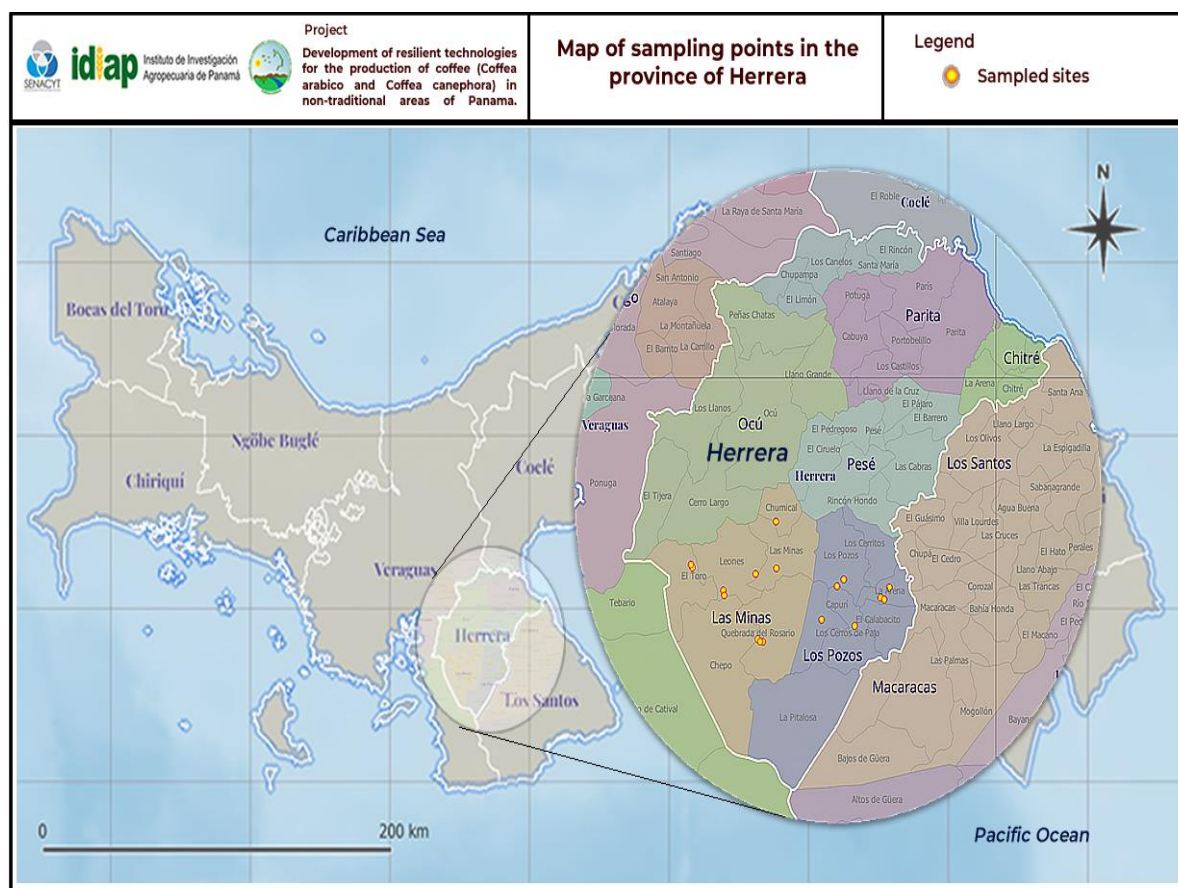 Project
SENACYT
idiap
Instituto de Investigación
Agropecuaria de Panamá
Development of resilient technologies
for the production of coffee (Coffea
arabico and Coffea canephora) in
non-traditional areas of Panama.
Map of sampling points in the
province of Herrera
Legend
Sampled sites
Caribbean Sea
N
Bocas del Toro
Ngöbe Buglé
Chiriquí
Veraguas
Coclé
Herrera
Los Santos
El Roble
Coclé
La Raya de Santa María
Santiago
El Rincón
Los Canelos
Santa María
Chupampa
San Antonio
El Limón
Potuga
París
Atalaya
Peñas Chatas
Parita
La Montañuela
Cabuya
Portobelillo
Parita
El Barrito
La Carrillo
Chitré
Llano Grande
Los Castillos
La Arena
Chitré
Santa Ana
Llano de la Cruz
Los Llanos
Ocú
Ocú
El Pájaro
El Barrero
Veraguas
El Pedregoso
Pesé
Llano Largo
Los Olivos
Herrera
El Ciruelo
La Espigadilla
Pesé
Los Santos
Ponuga
Las Cabras
Herrera
Sabanagrande
El Tijera
Cerro Largo
Rincón Hondo
Agua Buena
Chumical
El Guásimo
Villa Lourdes
Las Cruces
Los Cerritos
Las Minas
Los Pozos
Chupá
El Cedro
El Hato
Perales
Leones
Llano Abajo
El Toro
Las Trancas
Tebario
La Arena
Corozal
Capurí
Macaracas
Bahía Honda
Las Minas
El Calabacito
Quebrada del Rosario
Los Cerros de Paja
El Macano
Los Pozos
Chepo
Las Palmas
Macaracas
La Pitalosa
Mogollón
Bajos de Güera
Altos de Güera
0
200 km
Pacific Ocean